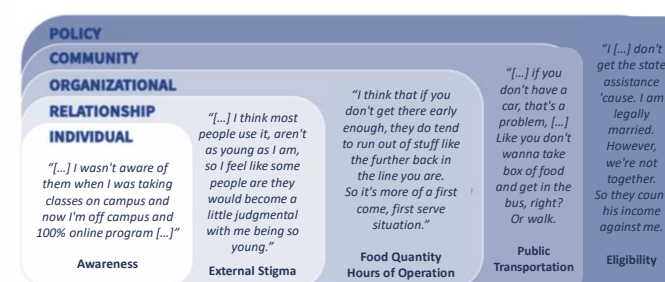 POLICY
COMMUNITY
ORGANIZATIONAL
RELATIONSHIP
INDIVIDUAL
“[…] I wasn't aware of
them when I was taking
classes on campus and
now I'm off campus and
100% online program […]”
Awareness
“[…] I think most
people use it, aren't
as young as I am,
so I feel like some
people are they
would become a
little judgmental
with me being so
young.”
External Stigma
“I think that if you
don't get there early
enough, they do tend
to run out of stuff like
the further back in
the line you are.
So it's more of a first
come, first serve
situation.”
Food Quantity
Hours of Operation
“[…] if you
don't have a
car, that's a
problem, […]
Like you don't
wanna take
box of food
and get in the
bus, right?
Or walk.
Public
Transportation
“I […] don't
get the state
assistance
'cause. I am
legally
married.
However,
we're not
together.
So they coun
his income
against me.
Eligibility